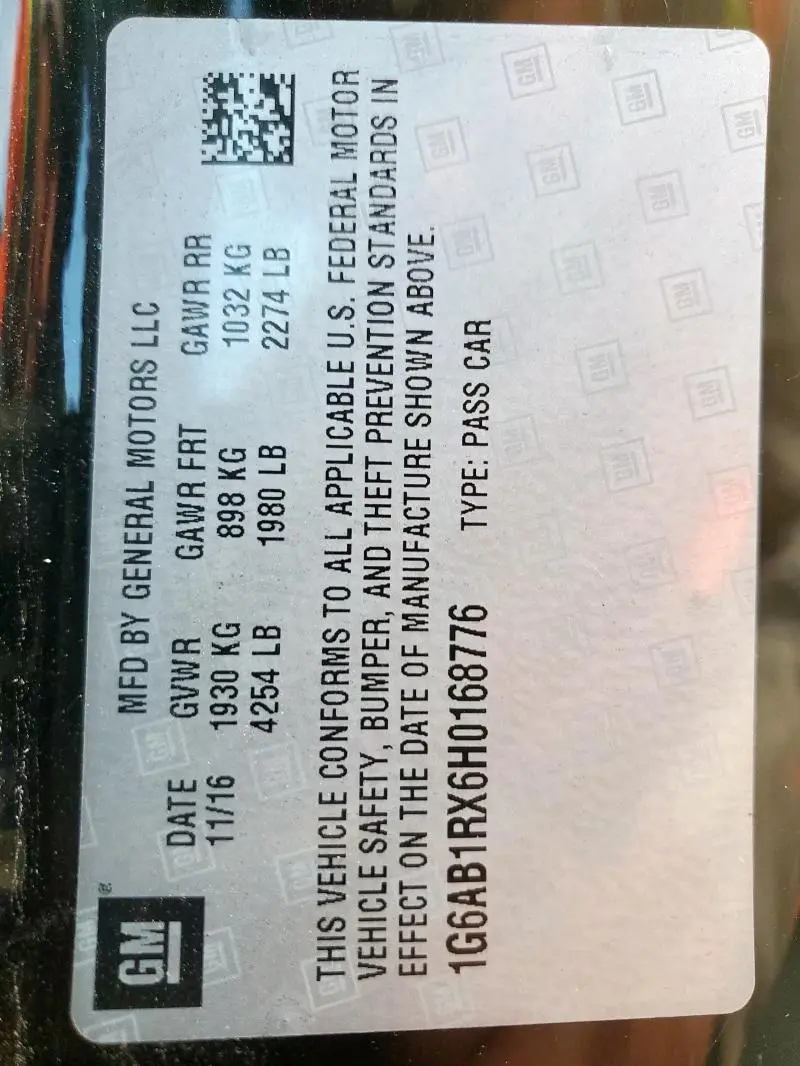 GM®
MFD BY GENERAL MOTORS LLC
DATE GVWR GAWR FRT GAWR RR
11/16 1930 KG 898 KG 1032 KG
4254 LB 1980 LB 2274 LB
THIS VEHICLE CONFORMS TO ALL APPLICABLE U.S. FEDERAL MOTOR
VEHICLE SAFETY, BUMPER, AND THEFT PREVENTION STANDARDS IN
EFFECT ON THE DATE OF MANUFACTURE SHOWN ABOVE.
1G6AB1RX6H0168776 TYPE: PASS CAR